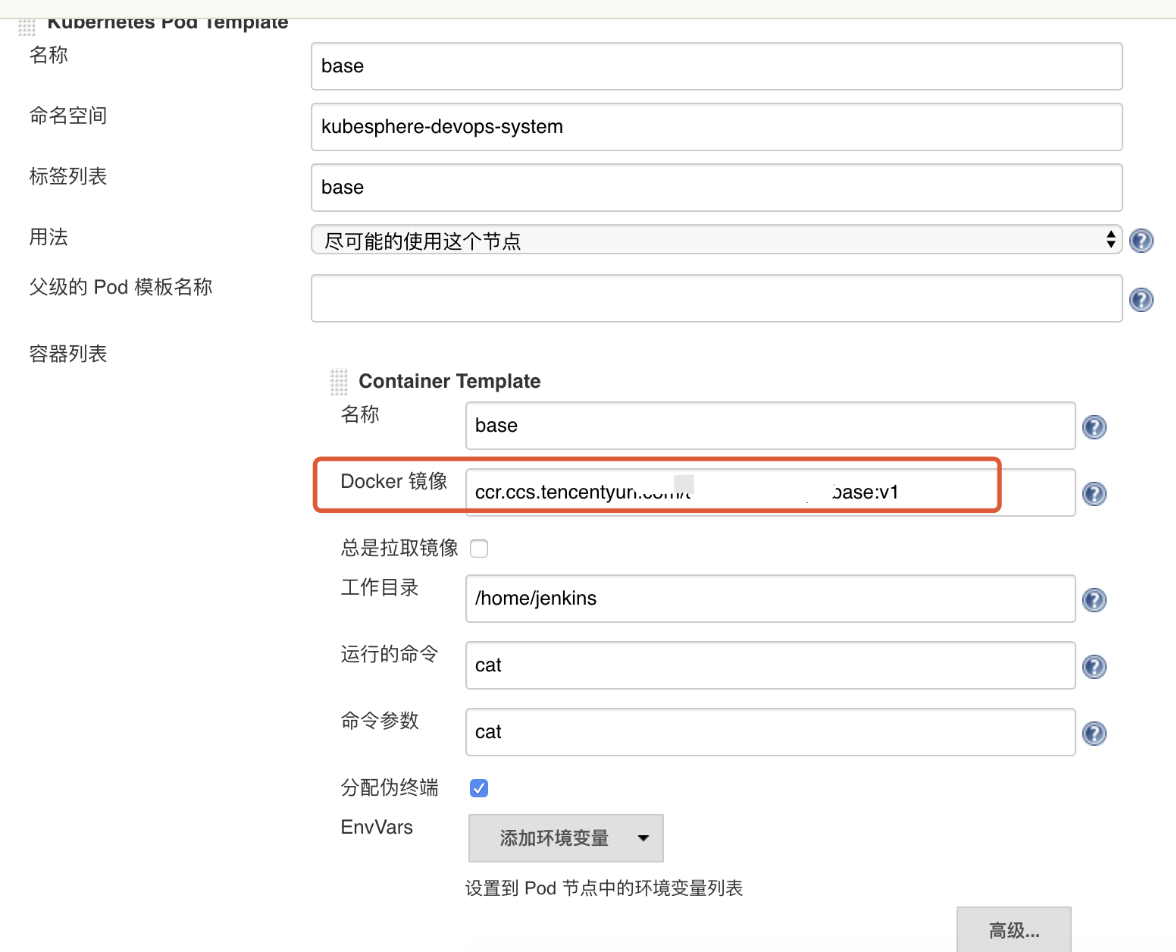 Kubernetes Pod Template
名称
base
命名空间
kubesphere-devops-system
标签列表
base
用法
尽可能的使用这个节点
父级的 Pod 模板名称
容器列表
Container Template
名称
base
Docker 镜像
ccr.ccs.tencentyun.com/t base:v1
总是拉取镜像
工作目录
/home/jenkins
运行的命令
cat
命令参数
cat
分配伪终端
EnvVars
添加环境变量
设置到 Pod 节点中的环境变量列表
高级...